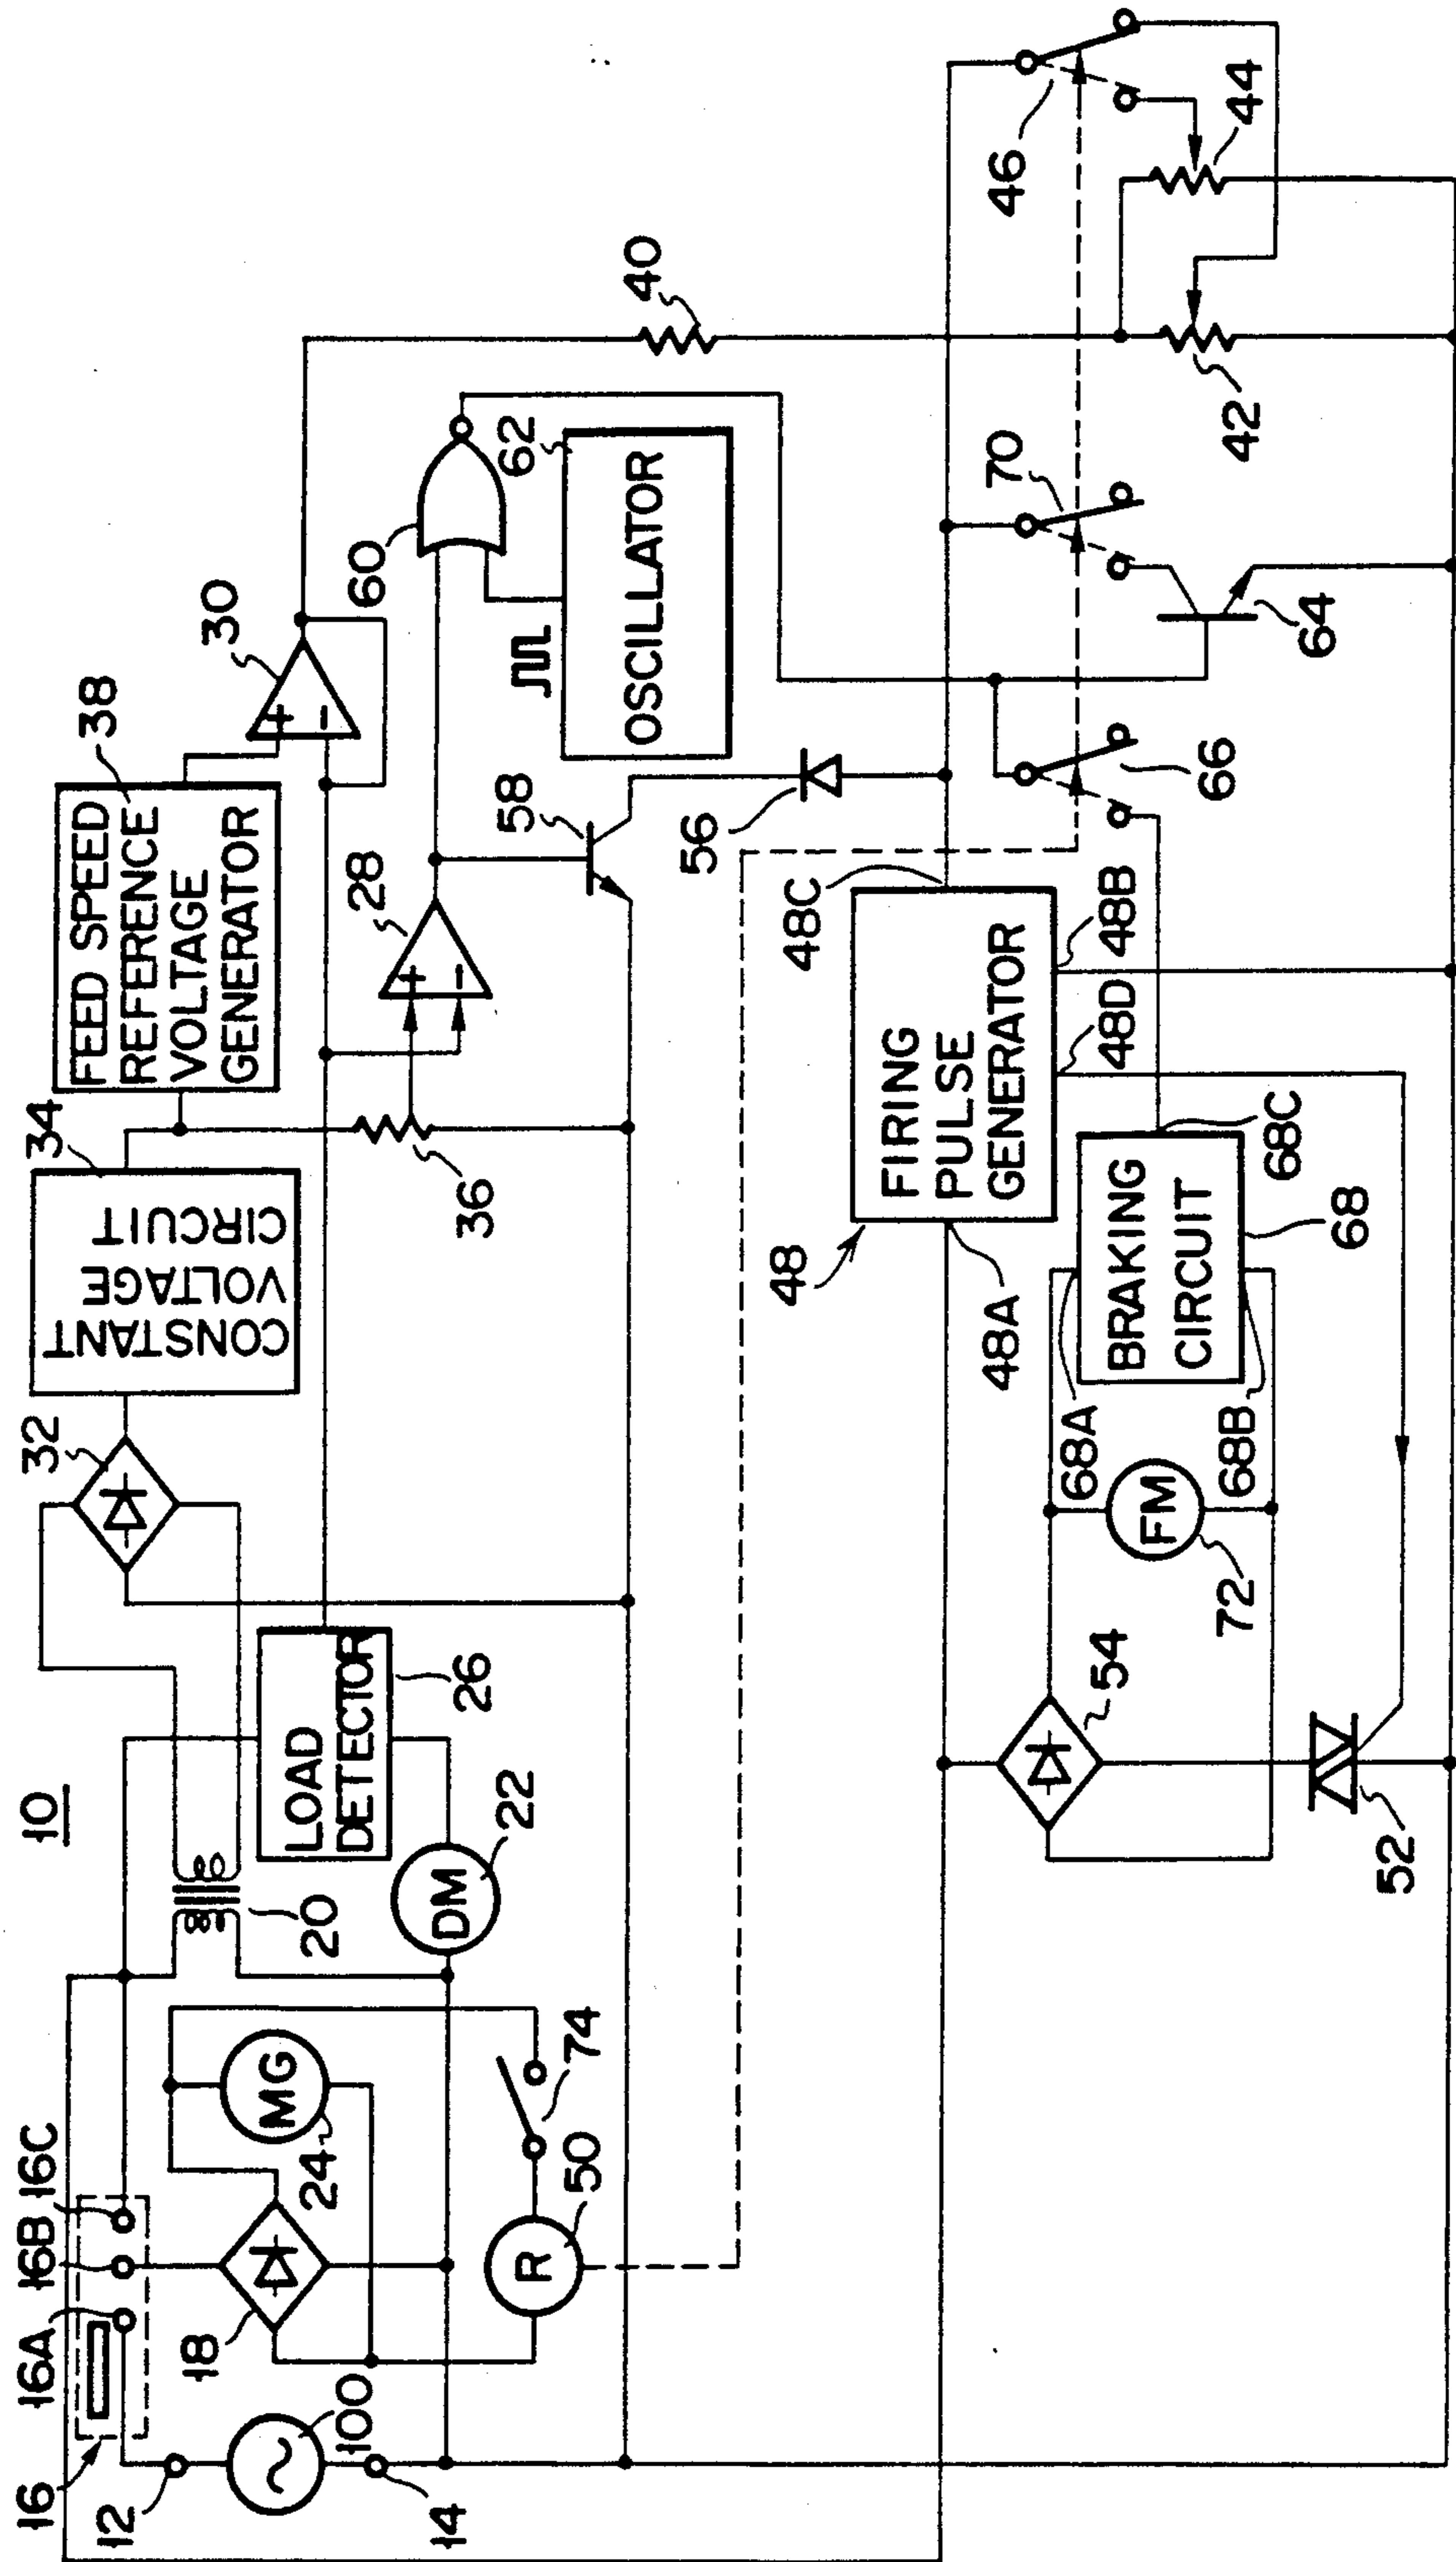 10
16
16A
16B
16C
12
100
14
18
24
MG
R
50
74
20
DM
22
LOAD
DETECTOR
26
32
CONSTANT
VOLTAGE
CIRCUIT
34
36
FEED SPEED
REFERENCE
VOLTAGE
GENERATOR
38
+
−
30
+
−
28
58
60
OSCILLATOR
62
40
56
48
48A
FIRING
PULSE
GENERATOR
48C
48B
48D
54
52
FM
72
68A
68B
BRAKING
CIRCUIT
68C
68
66
70
64
42
46
44